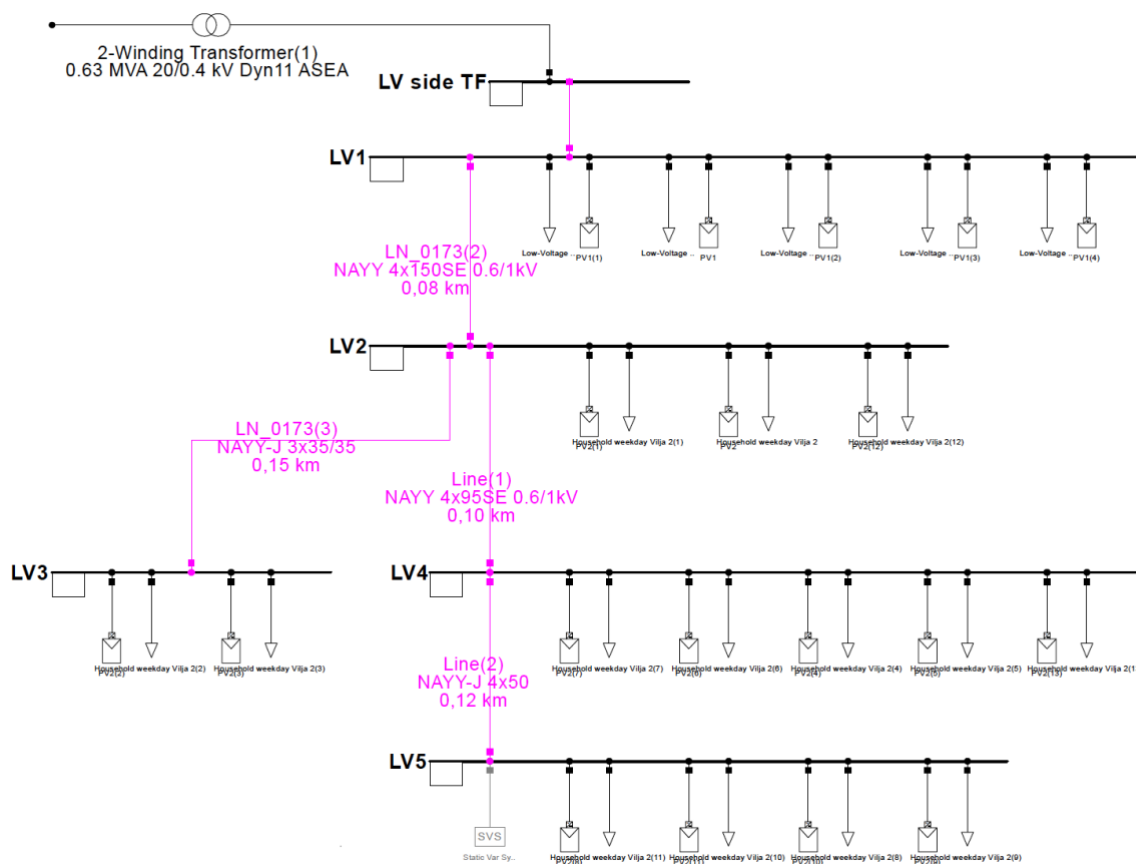 2-Winding Transformer(1)
0.63 MVA 20/0.4 kV Dyn11 ASEA
LV side TF
LV1
Low-Voltage ..
PV1(1)
Low-Voltage ..
PV1
Low-Voltage ..
PV1(2)
Low-Voltage ..
PV1(3)
Low-Voltage ..
PV1(4)
LN_0173(2)
NAYY 4x150SE 0.6/1kV
0,08 km
LV2
PV2(1)
Household weekday Vilja 2(1)
PV2
Household weekday Vilja 2
PV2(12)
Household weekday Vilja 2(12)
LN_0173(3)
NAYY-J 3x35/35
0,15 km
Line(1)
NAYY 4x95SE 0.6/1kV
0,10 km
LV3
PV2(2)
Household weekday Vilja 2(2)
PV2(3)
Household weekday Vilja 2(3)
LV4
PV2(7)
Household weekday Vilja 2(7)
PV2(6)
Household weekday Vilja 2(6)
PV2(4)
Household weekday Vilja 2(4)
PV2(5)
Household weekday Vilja 2(5)
PV2(13)
Household weekday Vilja 2(1
Line(2)
NAYY-J 4x50
0,12 km
LV5
SVS
Static Var Sy..
PV2(8)
Household weekday Vilja 2(11)
PV2(11)
Household weekday Vilja 2(10)
PV2(10)
Household weekday Vilja 2(8)
PV2(9)
Household weekday Vilja 2(9)